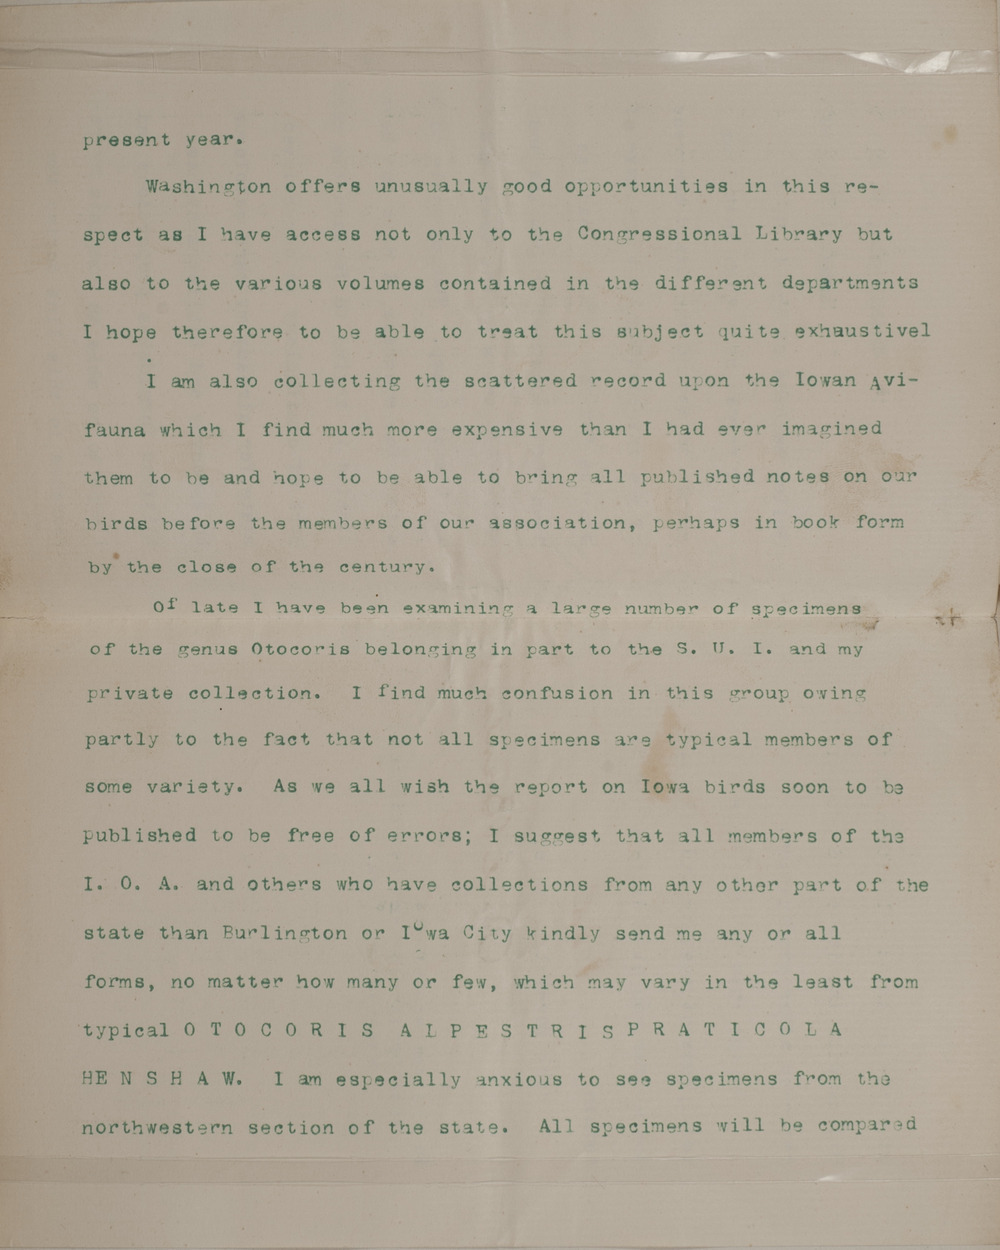 present year.
Washington offers unusually good opportunities in this re-
spect as I have access not only to the Congressional Library but
also to the various volumes contained in the different departments
I hope therefore to be able to treat this subject quite exhaustivel
I am also collecting the scattered record upon the Iowan Avi-
fauna which I find much more expensive than I had ever imagined
them to be and hope to be able to bring all published notes on our
birds before the members of our association, perhaps in book form
by the close of the century.
Of late I have been examining a large number of specimens
of the genus Otocoris belonging in part to the S. U. I. and my
private collection. I find much confusion in this group owing
partly to the fact that not all specimens are typical members of
some variety. As we all wish the report on Iowa birds soon to be
published to be free of errors; I suggest that all members of the
I. O. A. and others who have collections from any other part of the
state than Burlington or Iowa City kindly send me any or all
forms, no matter how many or few, which may vary in the least from
typical O T O C O R I S A L P E S T R I S P R A T I C O L A
HE N S H A W. I am especially anxious to see specimens from the
northwestern section of the state. All specimens will be compared